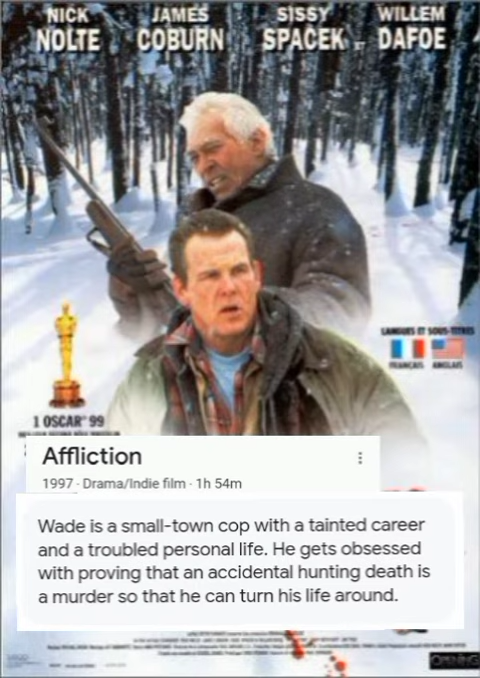 NICK JAMES SISSY WILLEM
NOLTE COBURN SPACEK ET DAFOE
LANGUES ET SOUS-TITRES
FRANÇAIS ANGLAIS
1 OSCAR® 99
Affliction
1997 · Drama/Indie film · 1h 54m
Wade is a small-town cop with a tainted career
and a troubled personal life. He gets obsessed
with proving that an accidental hunting death is
a murder so that he can turn his life around.
OPENING